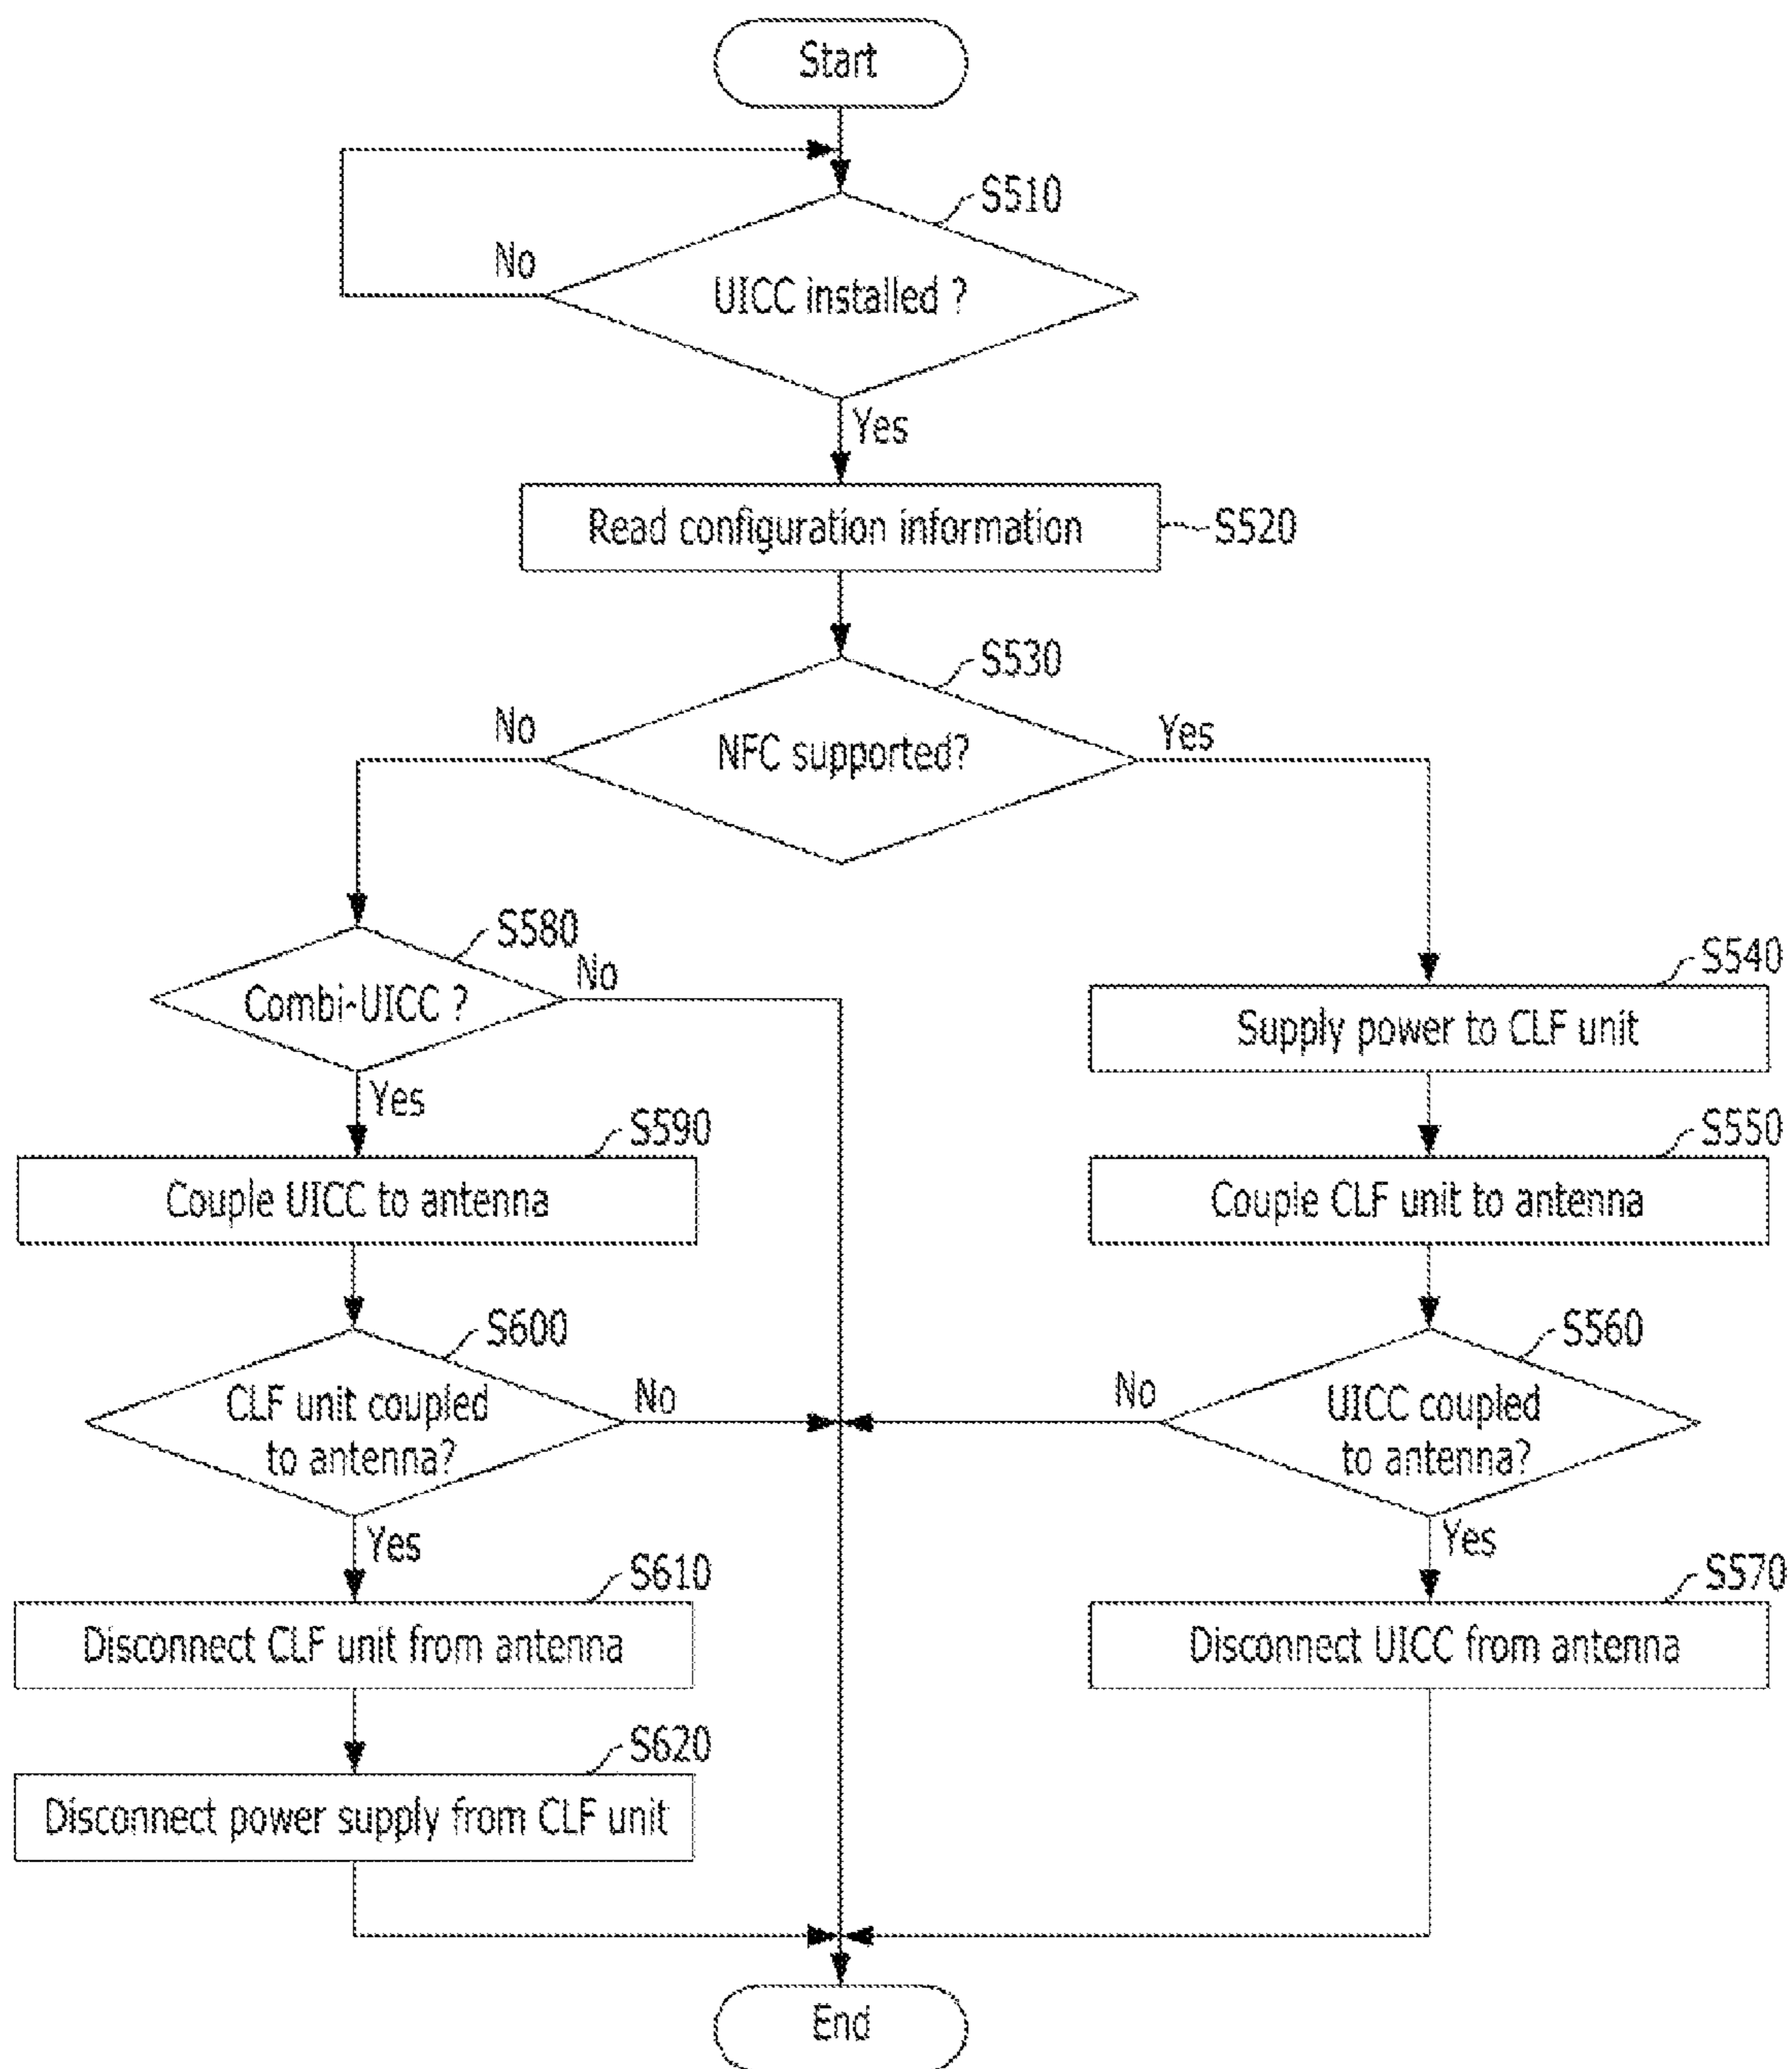 Start
S510
No
UICC installed ?
Yes
Read configuration information
S520
S530
No
NFC supported?
Yes
S580
No
Combi-UICC ?
Yes
S540
Supply power to CLF unit
S590
Couple UICC to antenna
S550
Couple CLF unit to antenna
S600
CLF unit coupled
to antenna?
No
Yes
S560
No
UICC coupled
to antenna?
Yes
S610
Disconnect CLF unit from antenna
S570
Disconnect UICC from antenna
S620
Disconnect power supply from CLF unit
End